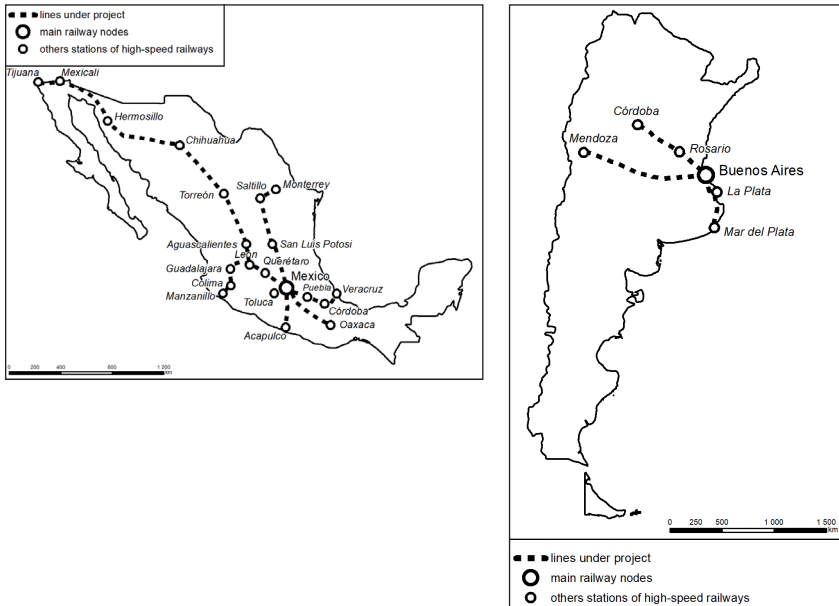 lines under project
main railway nodes
others stations of high-speed railways
Tijuana
Mexicali
Hermosillo
Chihuahua
Torreón
Saltillo
Monterrey
Aguascalientes
San Luis Potosi
León
Querétaro
Guadalajara
Mexico
Colima
Puebla
Veracruz
Manzanillo
Toluca
Córdoba
Oaxaca
Acapulco
0 200 400 800 1 200
km
Córdoba
Mendoza
Rosario
Buenos Aires
La Plata
Mar del Plata
0 250 500 1 000 1 500
km
lines under project
main railway nodes
others stations of high-speed railways